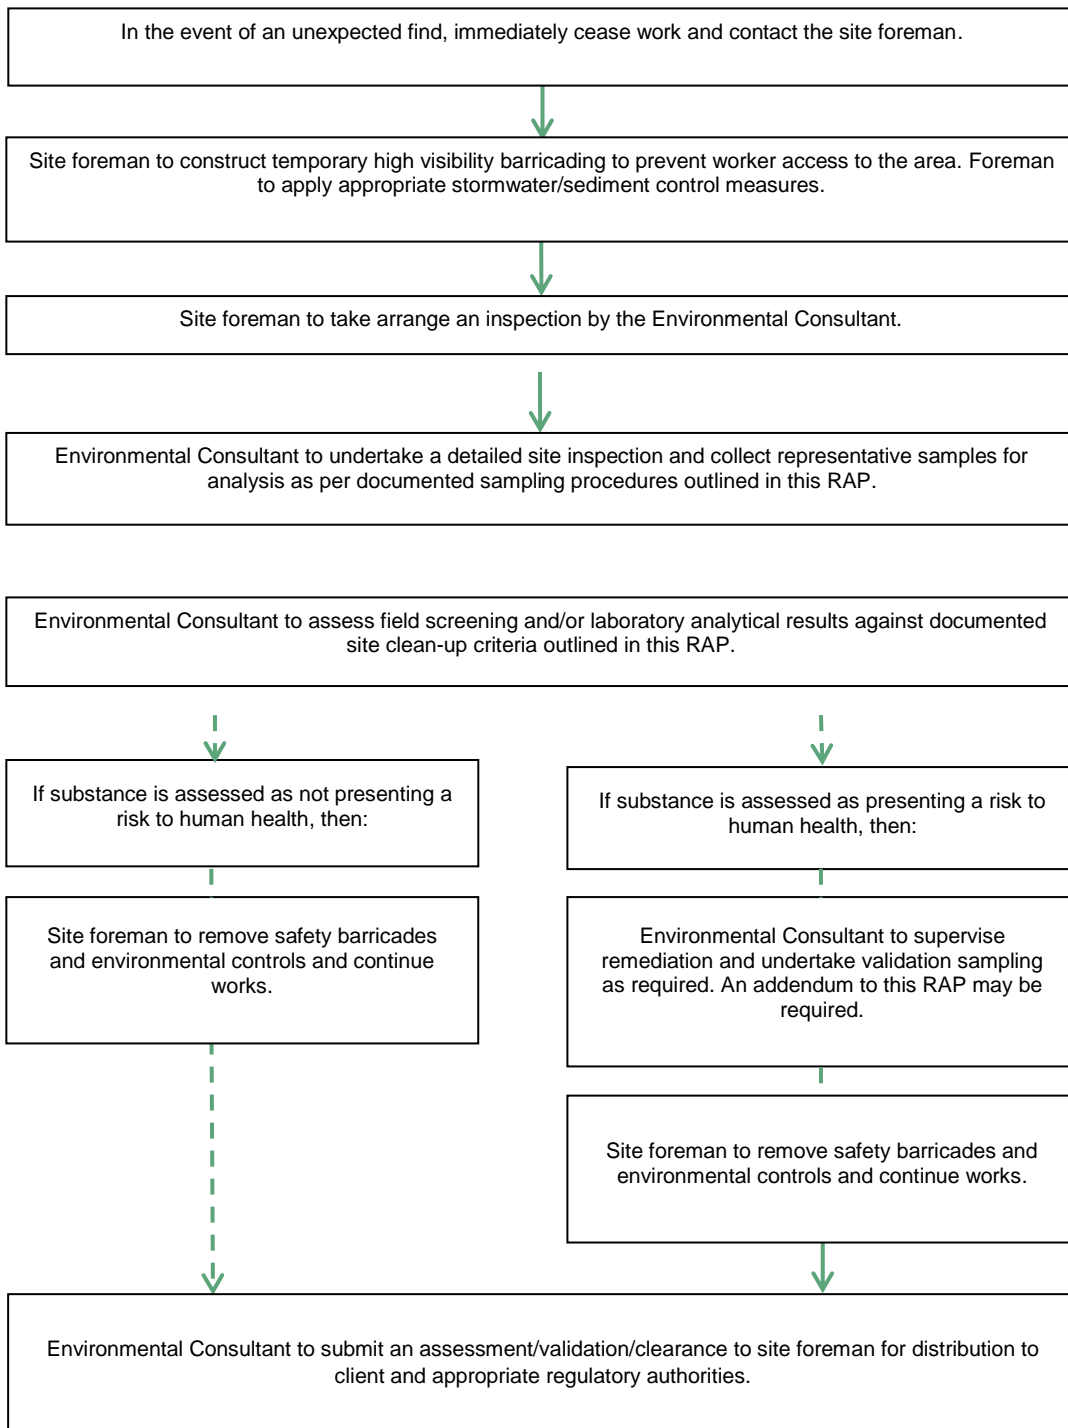 In the event of an unexpected find, immediately cease work and contact the site foreman.
Site foreman to construct temporary high visibility barricading to prevent worker access to the area. Foreman
to apply appropriate stormwater/sediment control measures.
Site foreman to take arrange an inspection by the Environmental Consultant.
Environmental Consultant to undertake a detailed site inspection and collect representative samples for
analysis as per documented sampling procedures outlined in this RAP.
Environmental Consultant to assess field screening and/or laboratory analytical results against documented
site clean-up criteria outlined in this RAP.
If substance is assessed as not presenting a
risk to human health, then:
Site foreman to remove safety barricades
and environmental controls and continue
works.
If substance is assessed as presenting a risk to
human health, then:
Environmental Consultant to supervise
remediation and undertake validation sampling
as required. An addendum to this RAP may be
required.
Site foreman to remove safety barricades and
environmental controls and continue works.
Environmental Consultant to submit an assessment/validation/clearance to site foreman for distribution to
client and appropriate regulatory authorities.